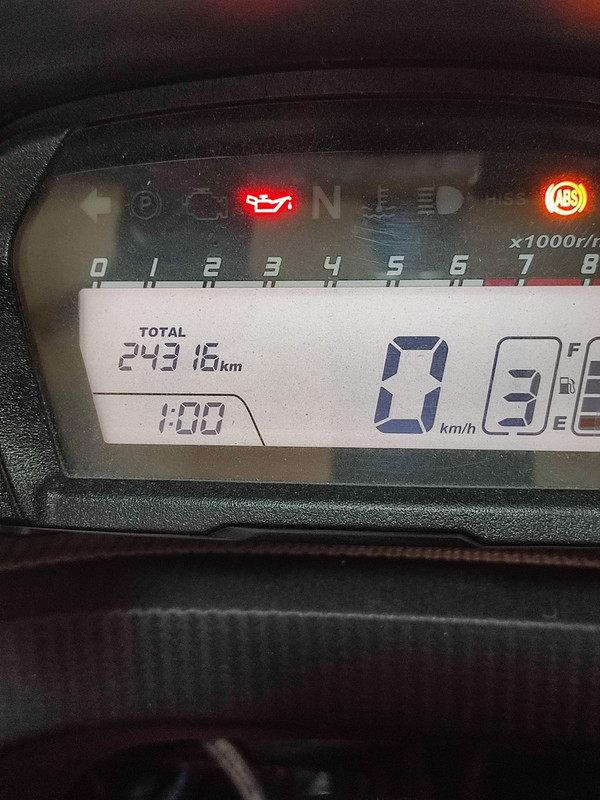 P N HISS ABS
x1000r/m
0 1 2 3 4 5 6 7 8
TOTAL
24316km
1:00
0 km/h
3
F
E